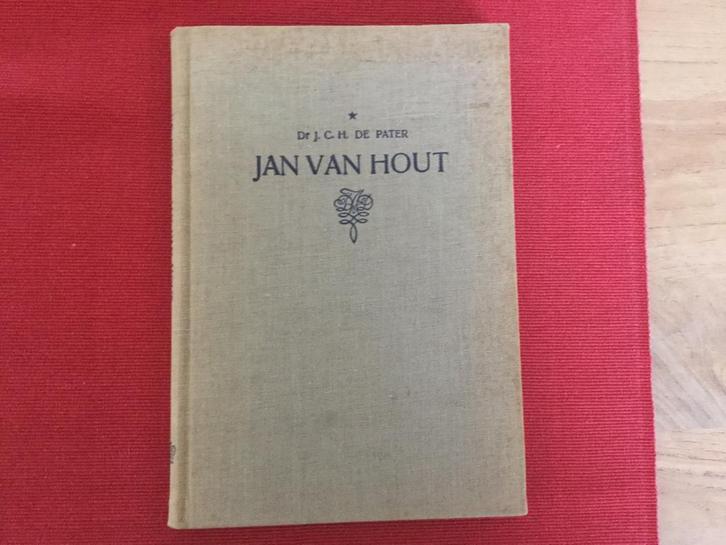 Dr J. C. H. DE PATER
JAN VAN HOUT